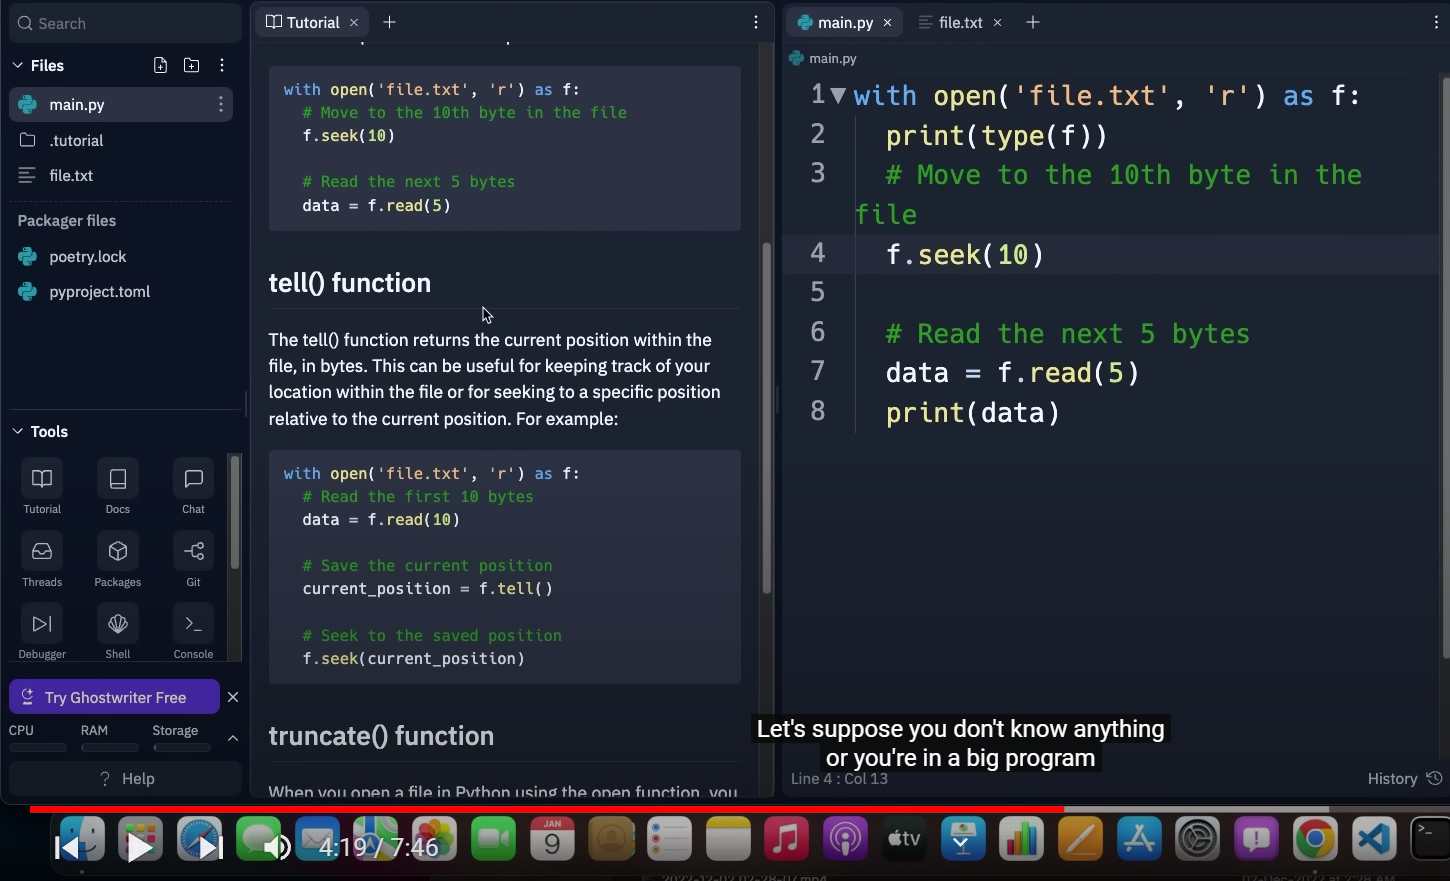 Search
Files
main.py
.tutorial
file.txt
Packager files
poetry.lock
pyproject.toml
Tools
Tutorial
Docs
Chat
Threads
Packages
Git
Debugger
Shell
Console
Try Ghostwriter Free
CPU
RAM
Storage
? Help
Tutorial
with open('file.txt', 'r') as f:
# Move to the 10th byte in the file
f.seek(10)
# Read the next 5 bytes
data = f.read(5)
tell() function
The tell() function returns the current position within the
file, in bytes. This can be useful for keeping track of your
location within the file or for seeking to a specific position
relative to the current position. For example:
with open('file.txt', 'r') as f:
# Read the first 10 bytes
data = f.read(10)
# Save the current position
current_position = f.tell()
# Seek to the saved position
f.seek(current_position)
truncate() function
When you open a file in Python using the open function, you
main.py
file.txt
main.py
1 with open('file.txt', 'r') as f:
2 print(type(f))
3 # Move to the 10th byte in the
file
4 f.seek(10)
5
6 # Read the next 5 bytes
7 data = f.read(5)
8 print(data)
Let's suppose you don't know anything
or you're in a big program
Line 4 : Col 13
History
4:19 / 7:46
JAN
9
tv